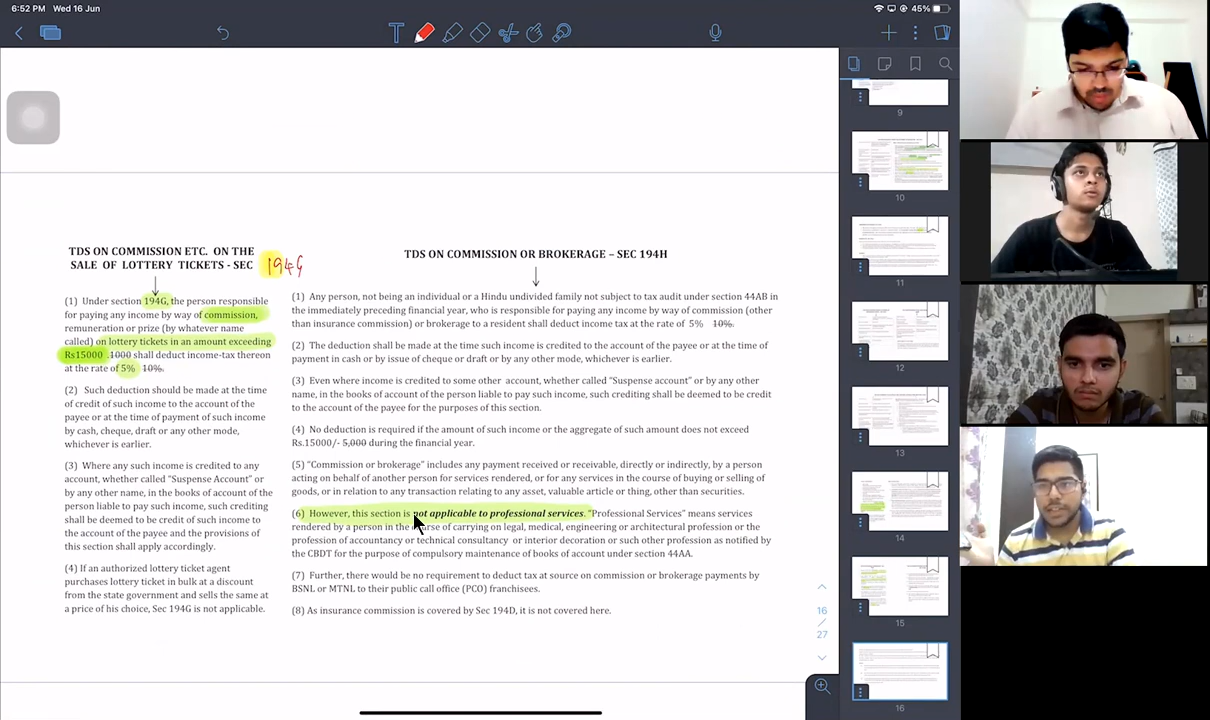 6:52 PM Wed 16 Jun
45%
T
TDS ON COMMISSION ON THE
SALE OF LOTTERY TICKETS - SEC 194G
(1) Under section 194G, the person responsible
for paying any income by way of commission,
remuneration or prize (by whatever name
called) on lottery tickets in an amount exceeding
Rs15000 1000 shall deduct income tax thereon
at the rate of 5% 10%.
(2) Such deduction should be made at the time
of credit of such income to the account of the
payee or at the time of payment of such income
by cash, cheque, draft or by any other mode,
whichever is earlier.
(3) Where any such income is credited to any
account, whether called "Suspense Account" or
by any other name, in the books of account of the
person liable to pay such income, such crediting
shall be deemed to be credit of such income to
the account of the payee and the provisions of
this section shall apply accordingly.
(4) If an authorized lottery ticket agent
purchases lottery ticket in bulk at a discount
from the state government and sells the same at
a price of his choice, Sec 194G is not applicable.
TDS ON COMMISSION OR BROKERAGE – SEC 194H
(1) Any person, not being an individual or a Hindu undivided family not subject to tax audit under section 44AB in
the immediately preceding financial year, who is responsible for paying any income by way of commission (other
than insurance commission) or brokerage to a resident shall deduct income tax at the rate of 5% 10%.
(2) The deduction shall be made at the time such income is credited to the account of the payee or at the time of
payment in cash or by issue of cheque or draft or by any other mode, whichever is earlier.
(3) Even where income is credited to some other account, whether called "Suspense account" or by any other
name, in the books of account of the person liable to pay such income, such crediting shall be deemed to be credit
to the account of the payee for the purposes of this section.
(4) No deduction is required if the amount of such income or the aggregate of such amount does not exceed
Rs.15000/- 5,000 during the financial year.
(5) "Commission or brokerage" includes any payment received or receivable, directly or indirectly, by a person
acting on behalf of another person for services rendered, or for any services in the course of buying or selling of
goods, or in relation to any transaction relating to any asset, valuable article or thing, other than securities.
(6) However, this section is not applicable to professional services. "Professional Services" means services
rendered by a person in the course of carrying on legal, medical, engineering or architectural profession or the
profession of accountancy or technical consultancy or interior decoration or such other profession as notified by
the CBDT for the purpose of compulsory maintenance of books of account under section 44AA.
(7) Further, there would be no requirement to deduct tax at source on commission or brokerage payments by
BSNL or MTNL to their public call office (PCO) franchisees.
(8) As insurance commission is covered by Sec 194D, it is not covered here.
16
/
27
9
10
11
12
13
14
15
16